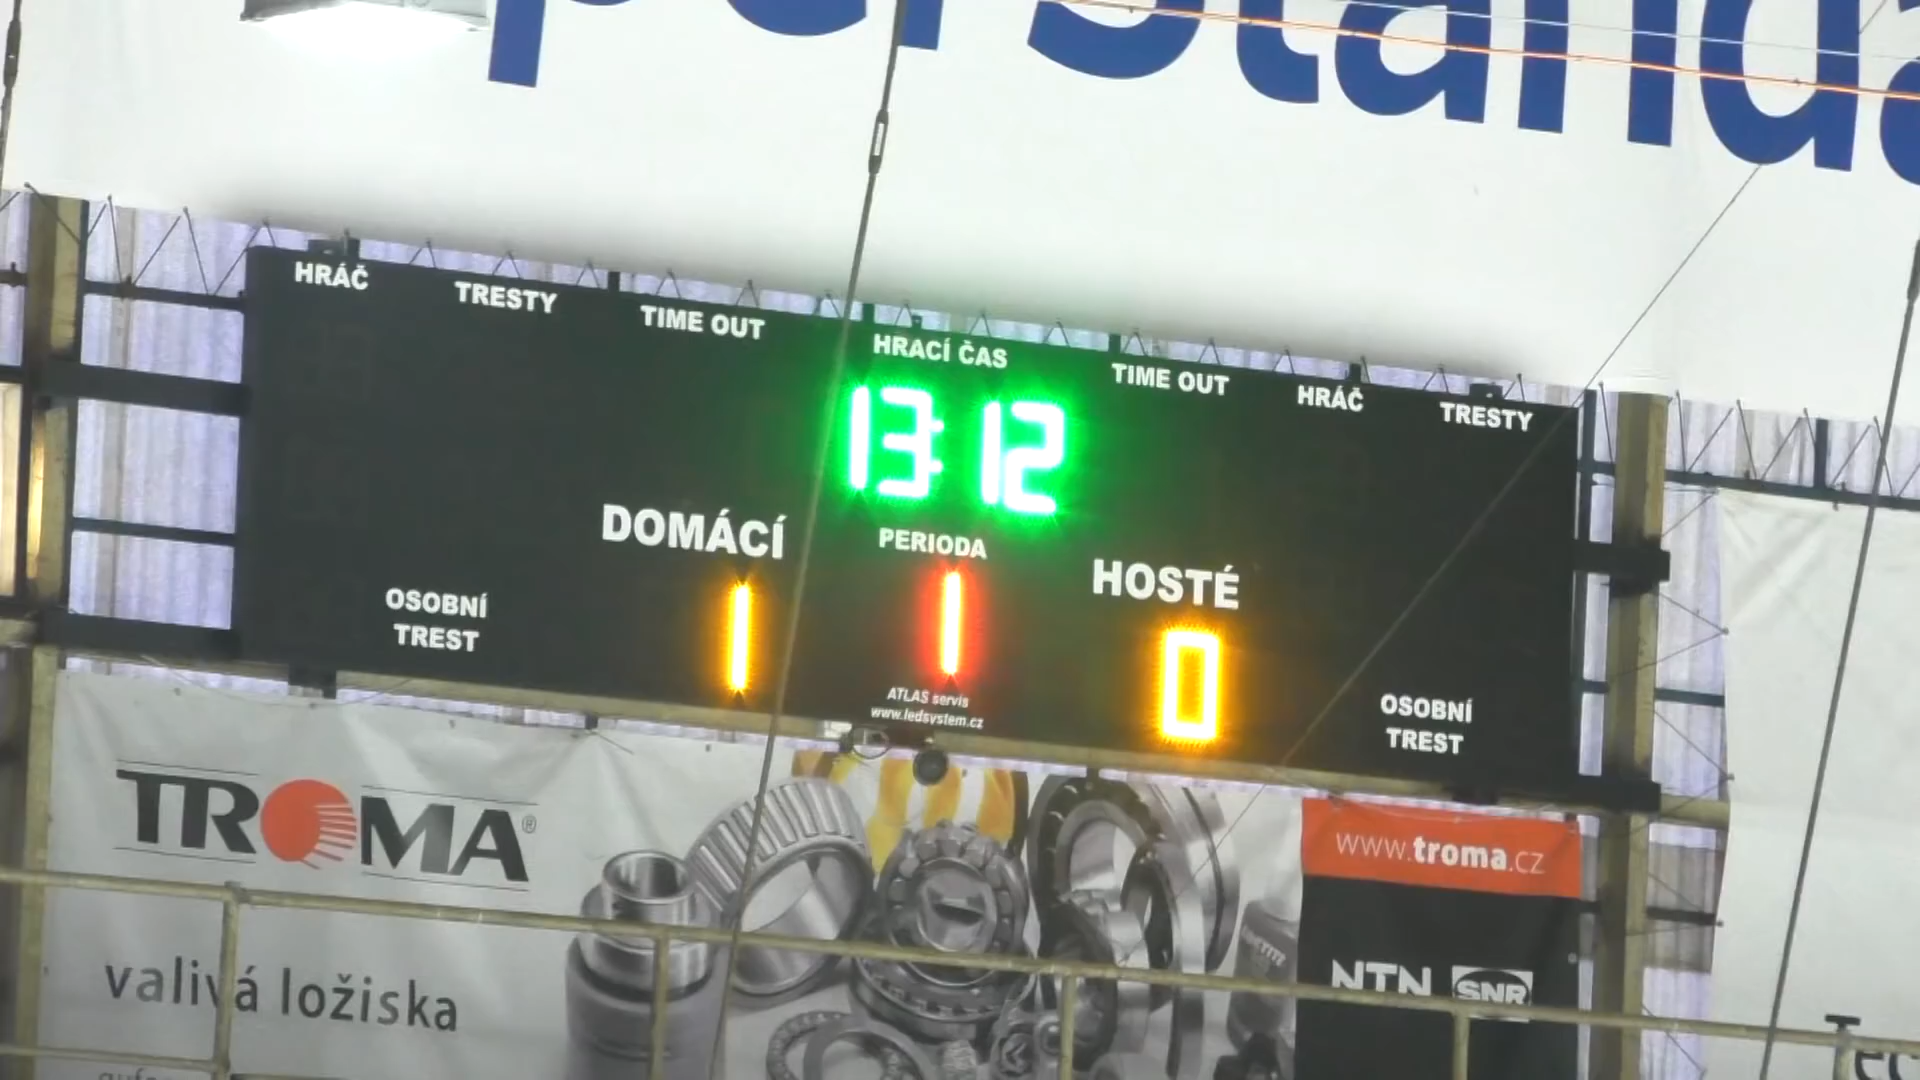 HRÁČ TRESTY TIME OUT HRACÍ ČAS TIME OUT HRÁČ TRESTY
13:12
DOMÁCÍ PERIODA HOSTÉ
1 1 0
OSOBNÍ
TREST
ATLAS servis
www.ledsystem.cz
OSOBNÍ
TREST
TROMA®
valivá ložiska
www.troma.cz
NTN SNR